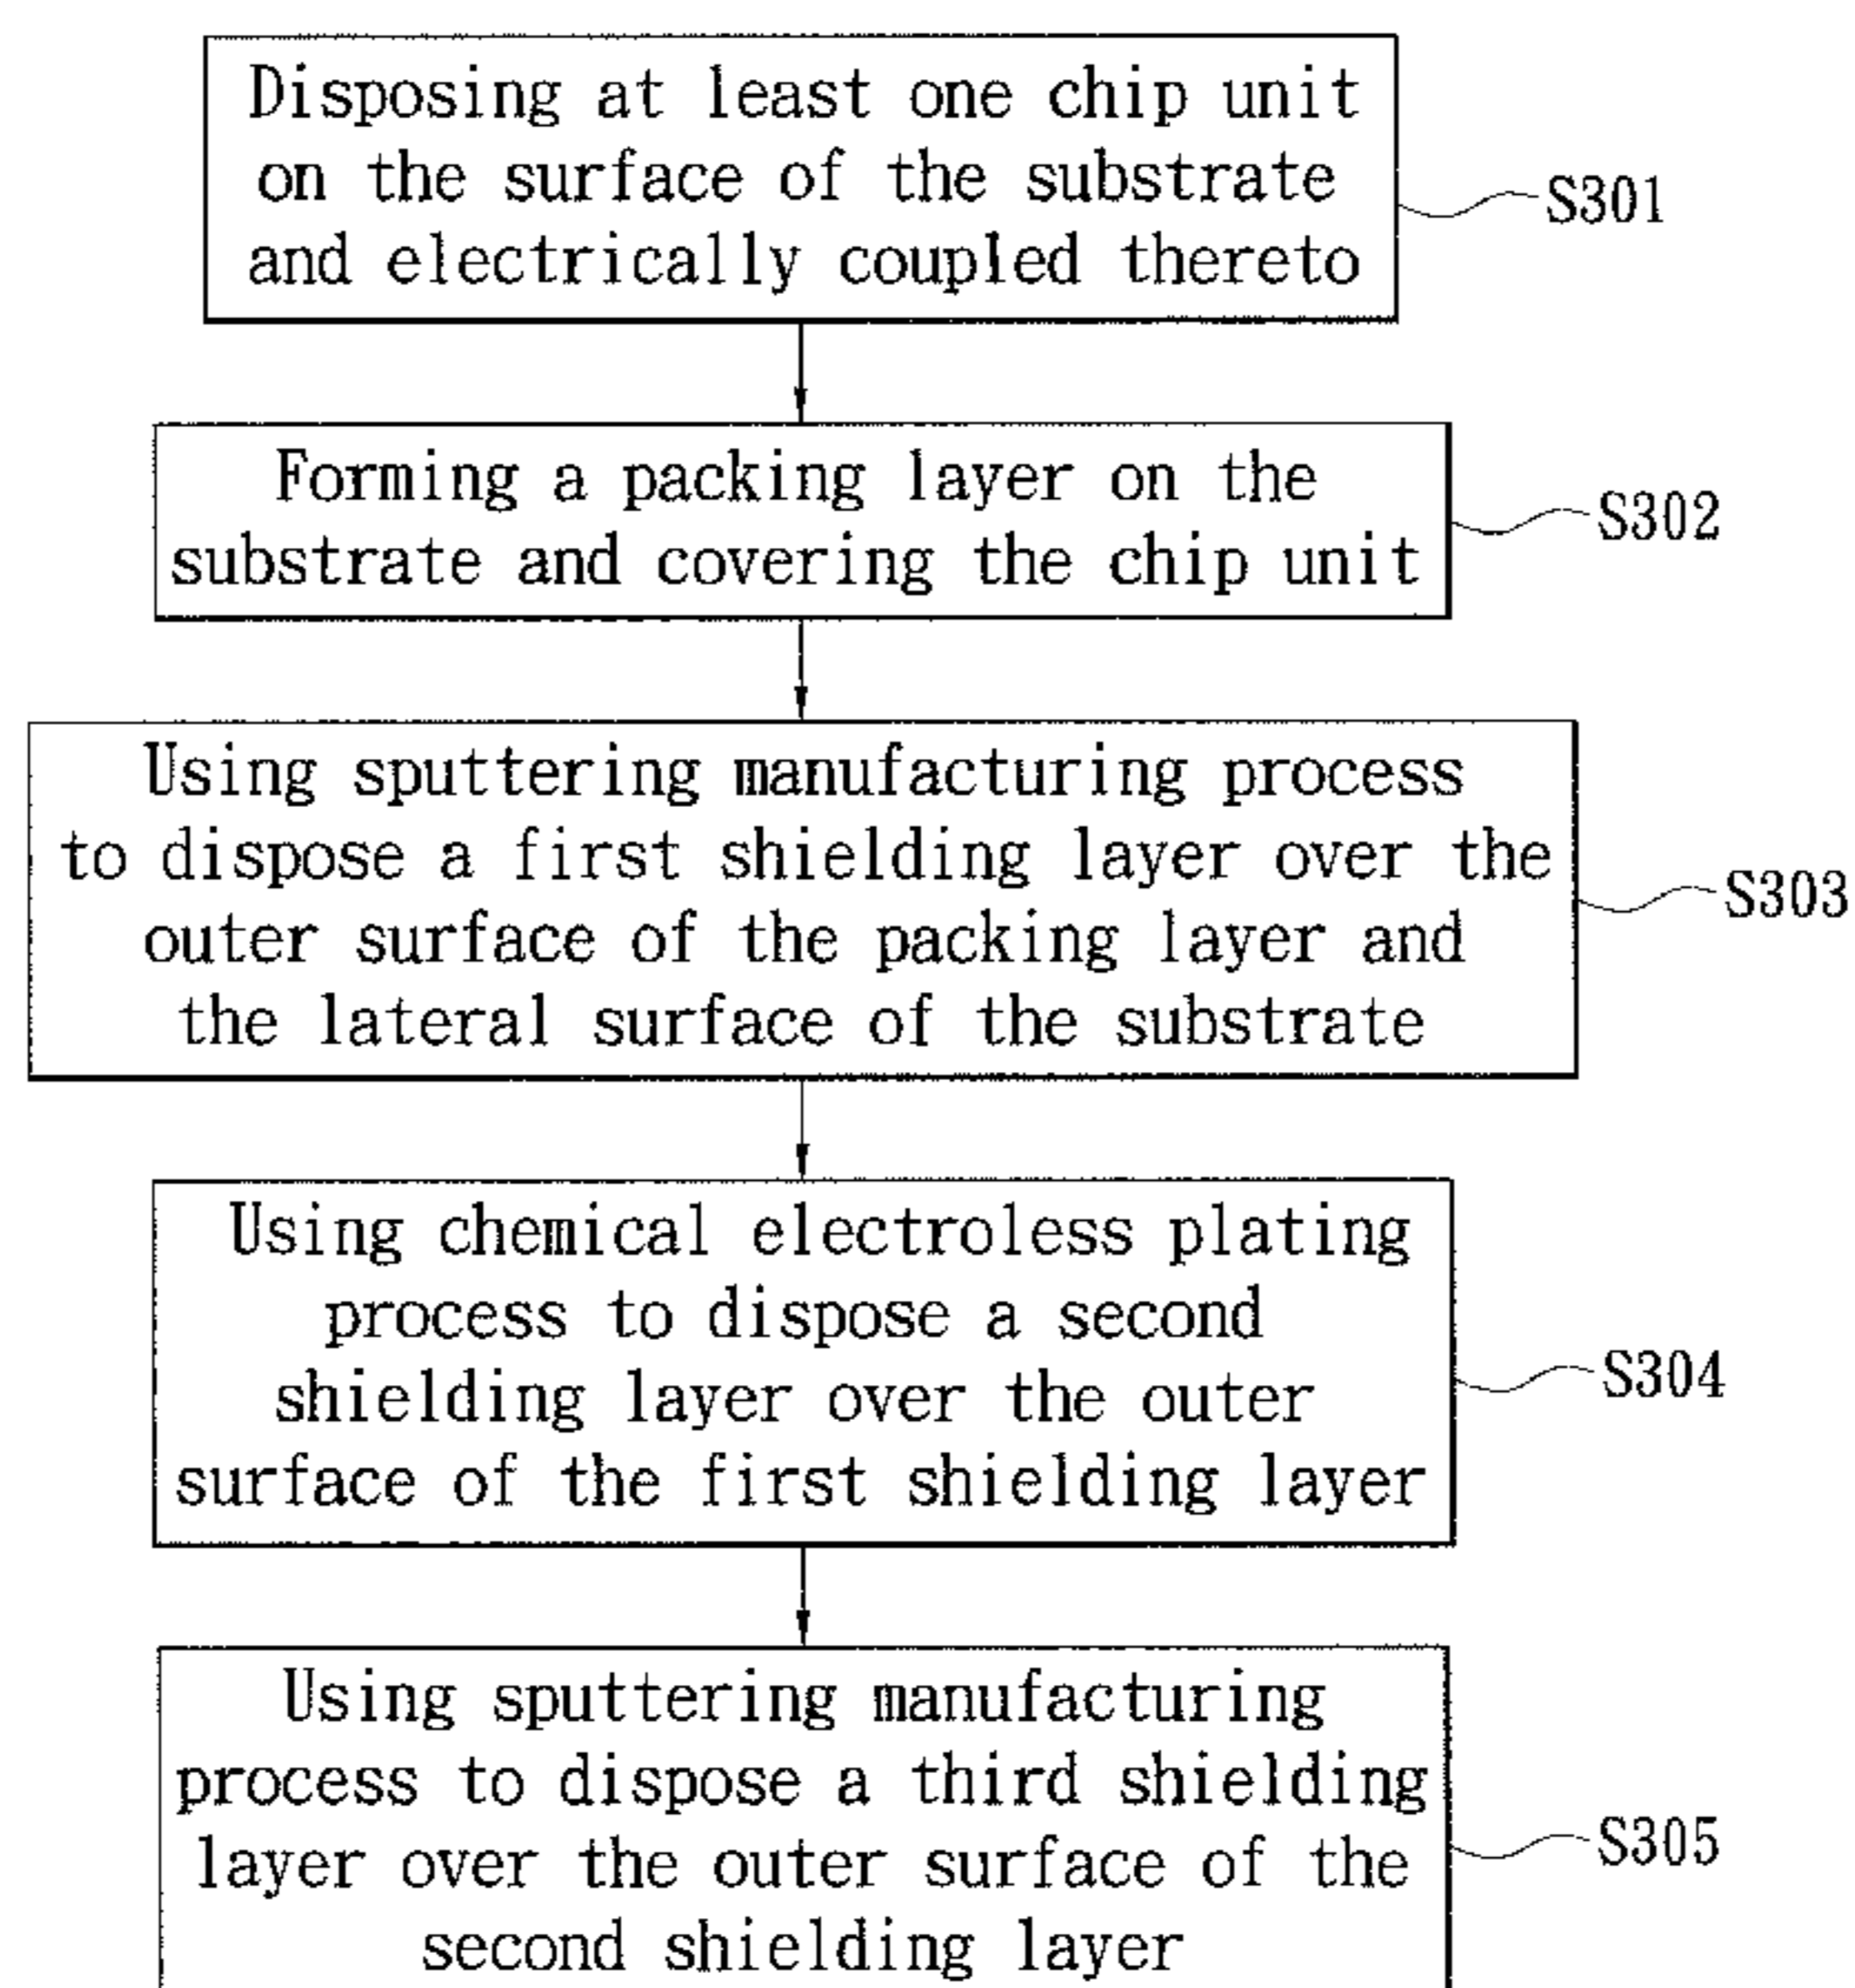 Disposing at least one chip unit
on the surface of the substrate
and electrically coupled thereto
S301
Forming a packing layer on the
substrate and covering the chip unit
S302
Using sputtering manufacturing process
to dispose a first shielding layer over the
outer surface of the packing layer and
the lateral surface of the substrate
S303
Using chemical electroless plating
process to dispose a second
shielding layer over the outer
surface of the first shielding layer
S304
Using sputtering manufacturing
process to dispose a third shielding
layer over the outer surface of the
second shielding layer
S305